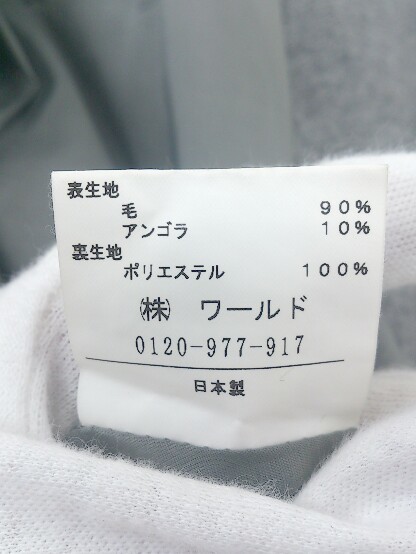 表生地
毛 90%
アンゴラ 10%
裏生地
ポリエステル 100%
㈱ ワールド
0120-977-917
日本製